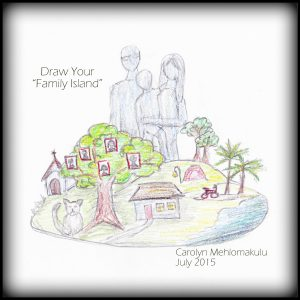 Draw Your
"Family Island"
Carolyn Mehlomakulu
July 2015